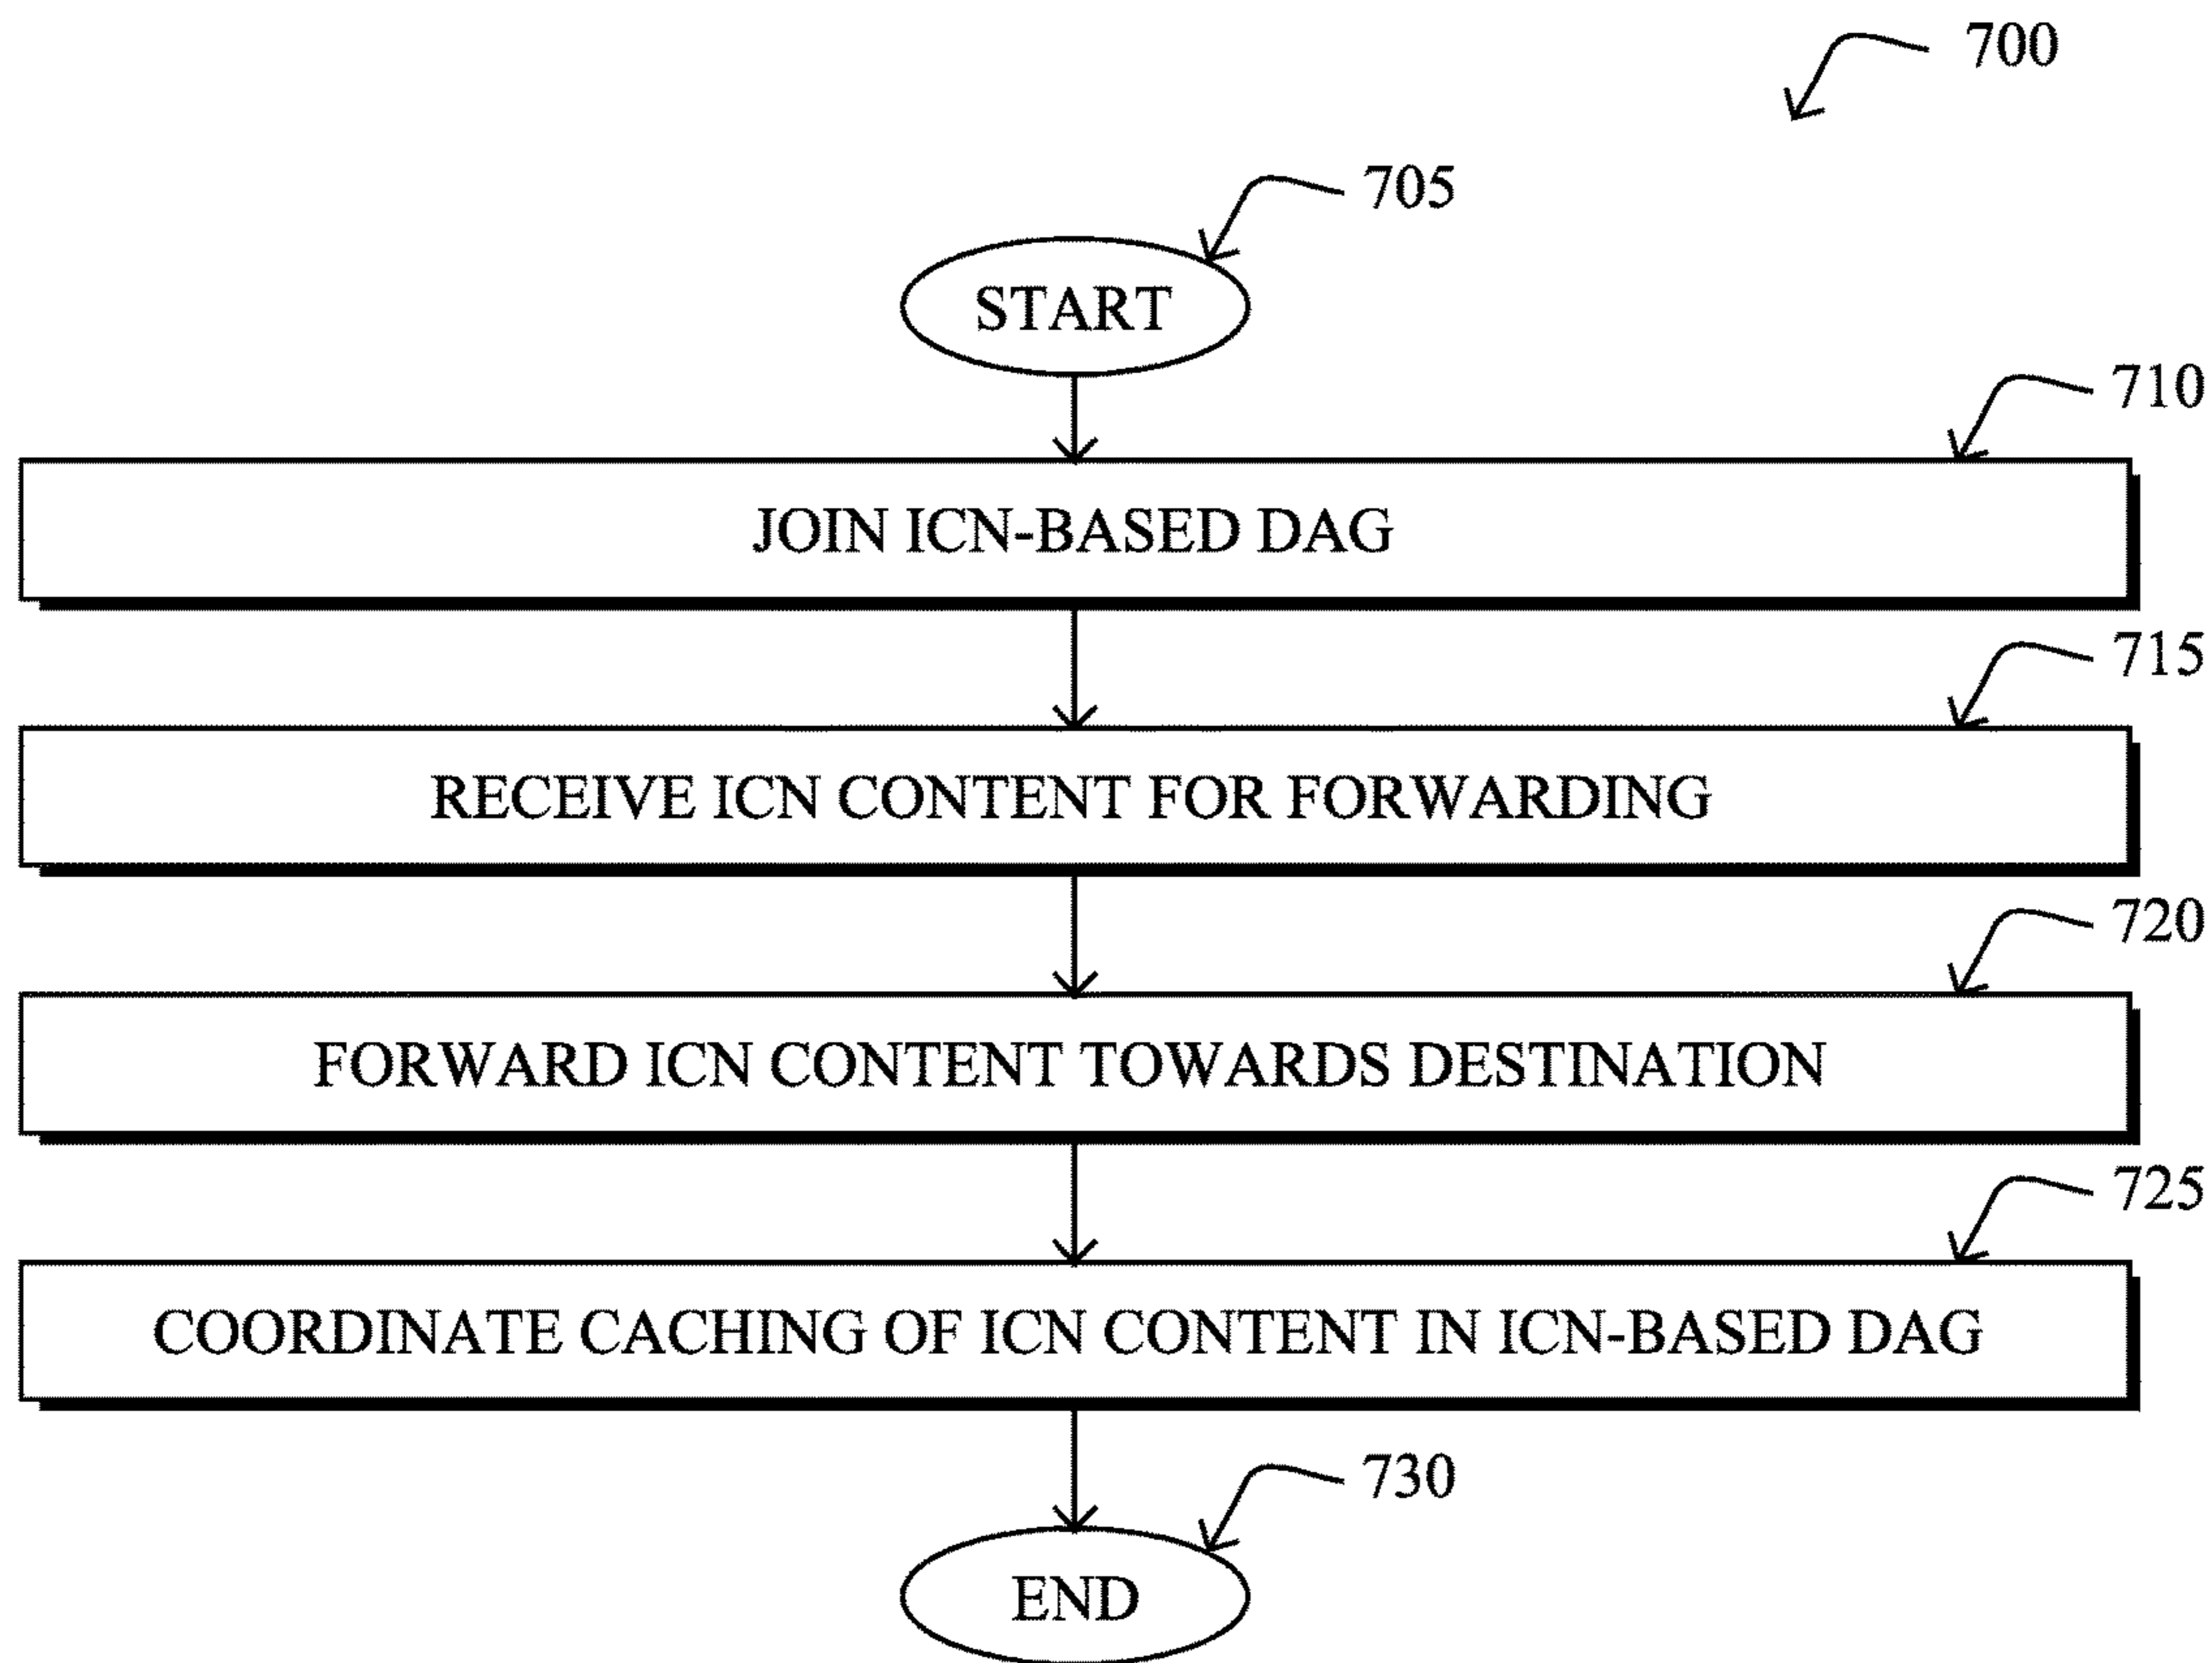 700
705
START
710
JOIN ICN-BASED DAG
715
RECEIVE ICN CONTENT FOR FORWARDING
720
FORWARD ICN CONTENT TOWARDS DESTINATION
725
COORDINATE CACHING OF ICN CONTENT IN ICN-BASED DAG
730
END